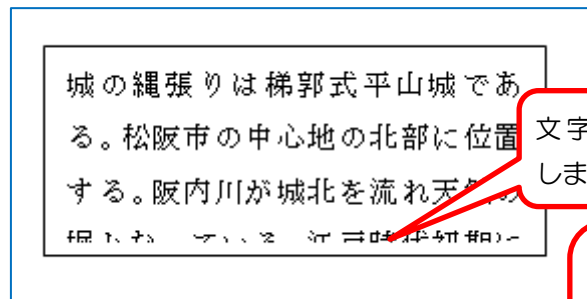 城の縄張りは梯郭式平山城であ
る。松阪市の中心地の北部に位置
する。阪内川が城北を流れ天
文字
しま